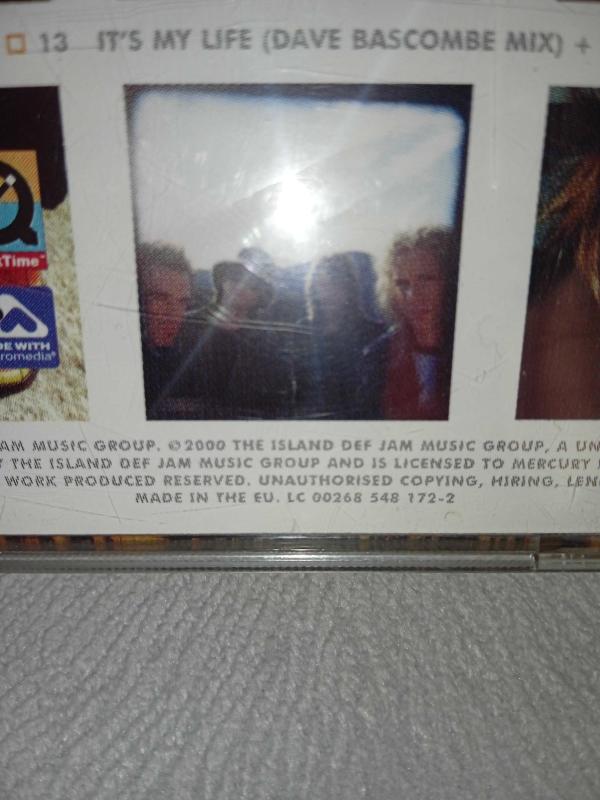 13 IT'S MY LIFE (DAVE BASCOMBE MIX) +
Time™
DE WITH
romedia®
AM MUSIC GROUP. ℗©2000 THE ISLAND DEF JAM MUSIC GROUP, A UN
THE ISLAND DEF JAM MUSIC GROUP AND IS LICENSED TO MERCURY
WORK PRODUCED RESERVED. UNAUTHORISED COPYING, HIRING, LEN
MADE IN THE EU. LC 00268 548 172-2